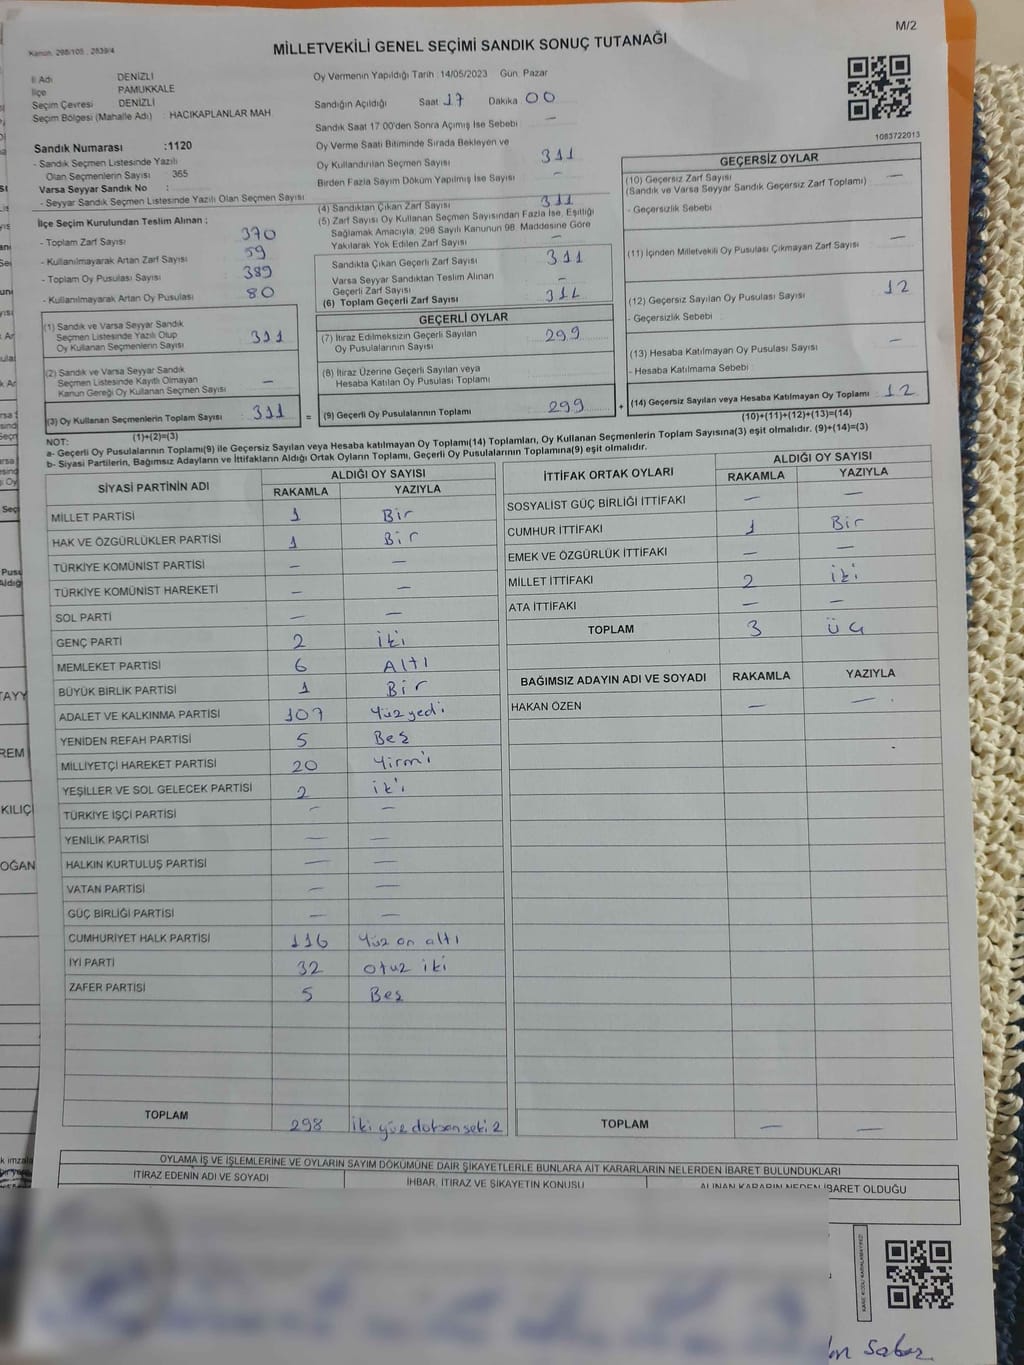 M/2
Kanun. 298/105 . 2839/4
MİLLETVEKİLİ GENEL SEÇİMİ SANDIK SONUÇ TUTANAĞI
İl Adı DENİZLİ
İlçe PAMUKKALE
Seçim Çevresi DENİZLİ
Seçim Bölgesi (Mahalle Adı) : HACIKAPLANLAR MAH
Sandık Numarası :1120
- Sandık Seçmen Listesinde Yazılı
Olan Seçmenlerin Sayısı 365
Varsa Seyyar Sandık No :
- Seyyar Sandık Seçmen Listesinde Yazılı Olan Seçmen Sayısı
Oy Vermenin Yapıldığı Tarih :14/05/2023 Gün: Pazar
Sandığın Açıldığı Saat 17 Dakika 00
Sandık Saat 17:00'den Sonra Açımış İse Sebebi —
Oy Verme Saati Bitiminde Sırada Bekleyen ve
Oy Kullandırılan Seçmen Sayısı 311
Birden Fazla Sayım Döküm Yapılmış İse Sayısı —
1083722013
İlçe Seçim Kurulundan Teslim Alınan :
- Toplam Zarf Sayısı 370
- Kullanılmayarak Artan Zarf Sayısı 59
- Toplam Oy Pusulası Sayısı 389
- Kullanılmayarak Artan Oy Pusulası 80
(1) Sandık ve Varsa Seyyar Sandık
Seçmen Listesinde Yazılı Olup
Oy Kullanan Seçmenlerin Sayısı 311
(2) Sandık ve Varsa Seyyar Sandık
Seçmen Listesinde Kayıtlı Olmayan
Kanun Gereği Oy Kullanan Seçmen Sayısı —
(3) Oy Kullanan Seçmenlerin Toplam Sayısı : 311 =
(1)+(2)=(3)
(4) Sandıktan Çıkan Zarf Sayısı 311
(5) Zarf Sayısı Oy Kullanan Seçmen Sayısından Fazla İse, Eşitliği
Sağlamak Amacıyla, 298 Sayılı Kanunun 98. Maddesine Göre
Yakılarak Yok Edilen Zarf Sayısı —
Sandıkta Çıkan Geçerli Zarf Sayısı 311
Varsa Seyyar Sandıktan Teslim Alınan
Geçerli Zarf Sayısı —
(6) Toplam Geçerli Zarf Sayısı 311
GEÇERLİ OYLAR
(7) İtiraz Edilmeksizin Geçerli Sayılan
Oy Pusulalarının Sayısı 299
(8) İtiraz Üzerine Geçerli Sayılan veya
Hesaba Katılan Oy Pusulası Toplamı
(9) Geçerli Oy Pusulalarının Toplamı 299 +
GEÇERSİZ OYLAR
(10) Geçersiz Zarf Sayısı —
(Sandık ve Varsa Seyyar Sandık Geçersiz Zarf Toplamı)
- Geçersizlik Sebebi
(11) İçinden Milletvekili Oy Pusulası Çıkmayan Zarf Sayısı —
(12) Geçersiz Sayılan Oy Pusulası Sayısı 12
- Geçersizlik Sebebi
(13) Hesaba Katılmayan Oy Pusulası Sayısı —
- Hesaba Katılmama Sebebi
(14) Geçersiz Sayılan veya Hesaba Katılmayan Oy Toplamı : 12
(10)+(11)+(12)+(13)=(14)
NOT:
a- Geçerli Oy Pusulalarının Toplamı(9) ile Geçersiz Sayılan veya Hesaba katılmayan Oy Toplamı(14) Toplamları, Oy Kullanan Seçmenlerin Toplam Sayısına(3) eşit olmalıdır. (9)+(14)=(3)
b- Siyasi Partilerin, Bağımsız Adayların ve İttifakların Aldığı Ortak Oyların Toplamı, Geçerli Oy Pusulalarının Toplamına(9) eşit olmalıdır.
SİYASİ PARTİNİN ADI ALDIĞI OY SAYISI
RAKAMLA YAZIYLA
MİLLET PARTİSİ 1 Bir
HAK VE ÖZGÜRLÜKLER PARTİSİ 1 Bir
TÜRKİYE KOMÜNİST PARTİSİ — —
TÜRKİYE KOMÜNİST HAREKETİ — —
SOL PARTİ — —
GENÇ PARTİ 2 iki
MEMLEKET PARTİSİ 6 Altı
BÜYÜK BİRLİK PARTİSİ 1 Bir
ADALET VE KALKINMA PARTİSİ 107 Yüzyedi
YENİDEN REFAH PARTİSİ 5 Beş
MİLLİYETÇİ HAREKET PARTİSİ 20 Yirmi
YEŞİLLER VE SOL GELECEK PARTİSİ 2 iki
TÜRKİYE İŞÇİ PARTİSİ — —
YENİLİK PARTİSİ — —
HALKIN KURTULUŞ PARTİSİ — —
VATAN PARTİSİ — —
GÜÇ BİRLİĞİ PARTİSİ — —
CUMHURİYET HALK PARTİSİ 116 Yüz on altı
İYİ PARTİ 32 otuz iki
ZAFER PARTİSİ 5 Beş
TOPLAM 298 iki yüz doksan seki2
İTTİFAK ORTAK OYLARI ALDIĞI OY SAYISI
RAKAMLA YAZIYLA
SOSYALİST GÜÇ BİRLİĞİ İTTİFAKI — —
CUMHUR İTTİFAKI 1 Bir
EMEK VE ÖZGÜRLÜK İTTİFAKI — —
MİLLET İTTİFAKI 2 iki
ATA İTTİFAKI — —
TOPLAM 3 üç
BAĞIMSIZ ADAYIN ADI VE SOYADI RAKAMLA YAZIYLA
HAKAN ÖZEN — —
TOPLAM — —
OYLAMA İŞ VE İŞLEMLERİNE VE OYLARIN SAYIM DÖKÜMÜNE DAİR ŞİKAYETLERLE BUNLARA AİT KARARLARIN NELERDEN İBARET BULUNDUKLARI
İTİRAZ EDENİN ADI VE SOYADI İHBAR, İTİRAZ VE ŞİKAYETİN KONUSU ALINAN KARARIN NEDEN İBARET OLDUĞU